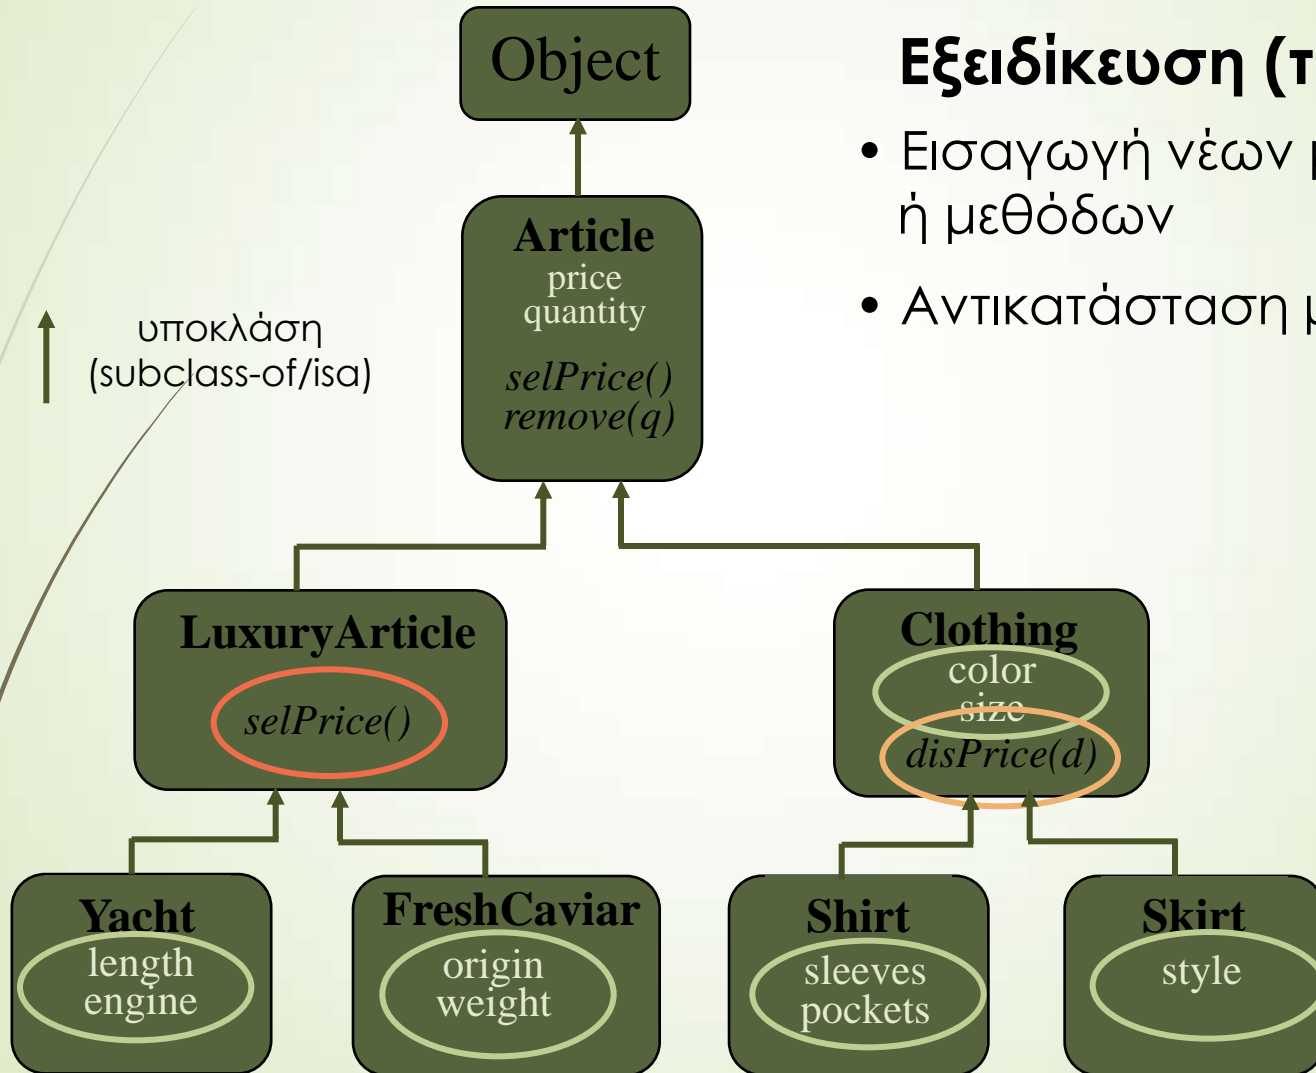 Object
Εξειδίκευση (τ
• Εισαγωγή νέων μ
ή μεθόδων
• Αντικατάσταση μ
Article
price
quantity
selPrice()
remove(q)
υποκλάση
(subclass-of/isa)
LuxuryArticle
selPrice()
Clothing
color
size
disPrice(d)
Yacht
length
engine
FreshCaviar
origin
weight
Shirt
sleeves
pockets
Skirt
style